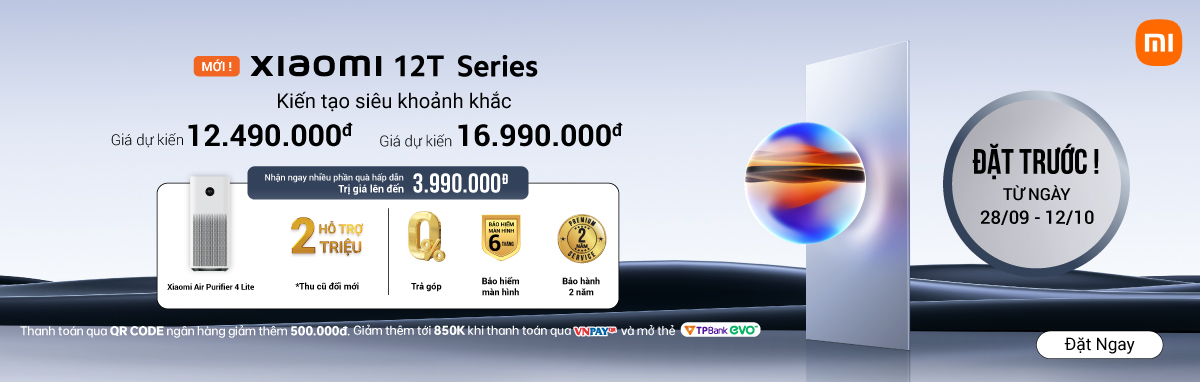 MỚI !
XIAOMI 12T Series
Kiến tạo siêu khoảnh khắc
Giá dự kiến 12.490.000đ
Giá dự kiến 16.990.000đ
Nhận ngay nhiều phần quà hấp dẫn
Trị giá lên đến 3.990.000Đ
Xiaomi Air Purifier 4 Lite
2 HỖ TRỢ
TRIỆU
*Thu cũ đổi mới
0%
Trả góp
BẢO HIỂM
MÀN HÌNH
6
THÁNG
Bảo hiểm
màn hình
PREMIUM
2
NĂM
SERVICE
Bảo hành
2 năm
Thanh toán qua QR CODE ngân hàng giảm thêm 500.000đ. Giảm thêm tới 850K khi thanh toán qua VNPAYQR và mở thẻ TPBank EVO
MI
ĐẶT TRƯỚC !
TỪ NGÀY
28/09 - 12/10
Đặt Ngay